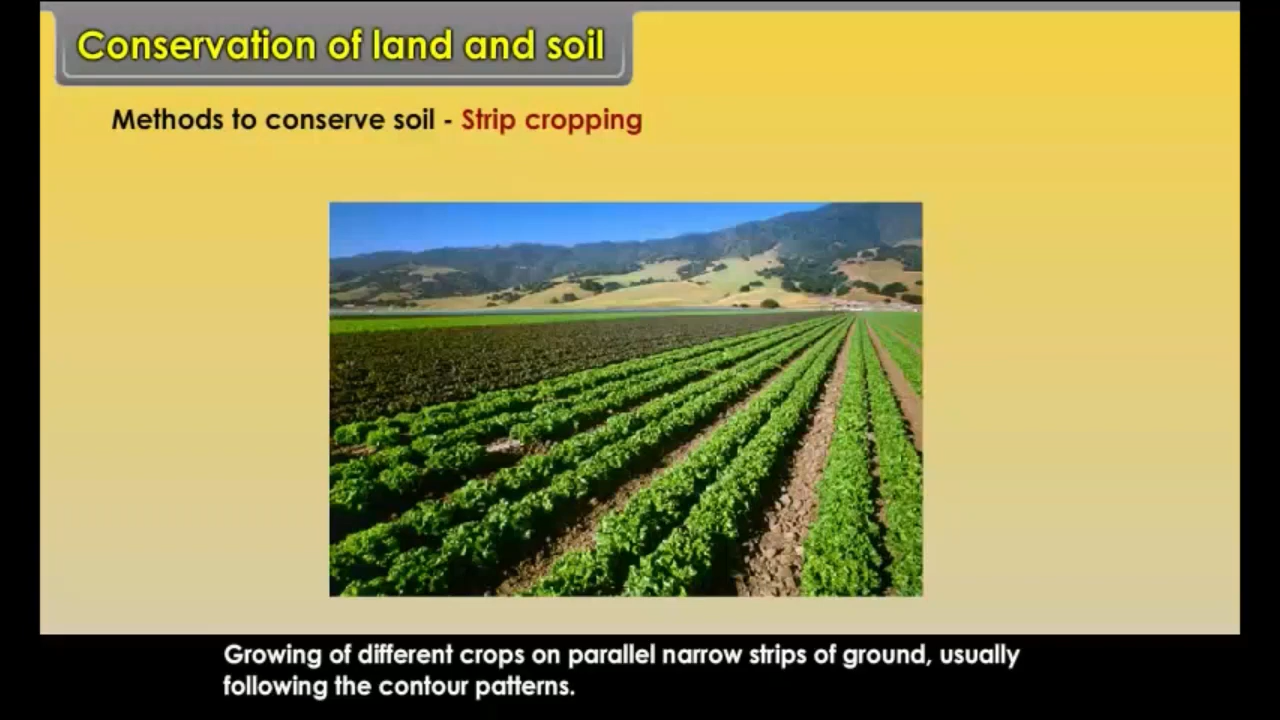 Conservation of land and soil
Methods to conserve soil - Strip cropping
Growing of different crops on parallel narrow strips of ground, usually
following the contour patterns.